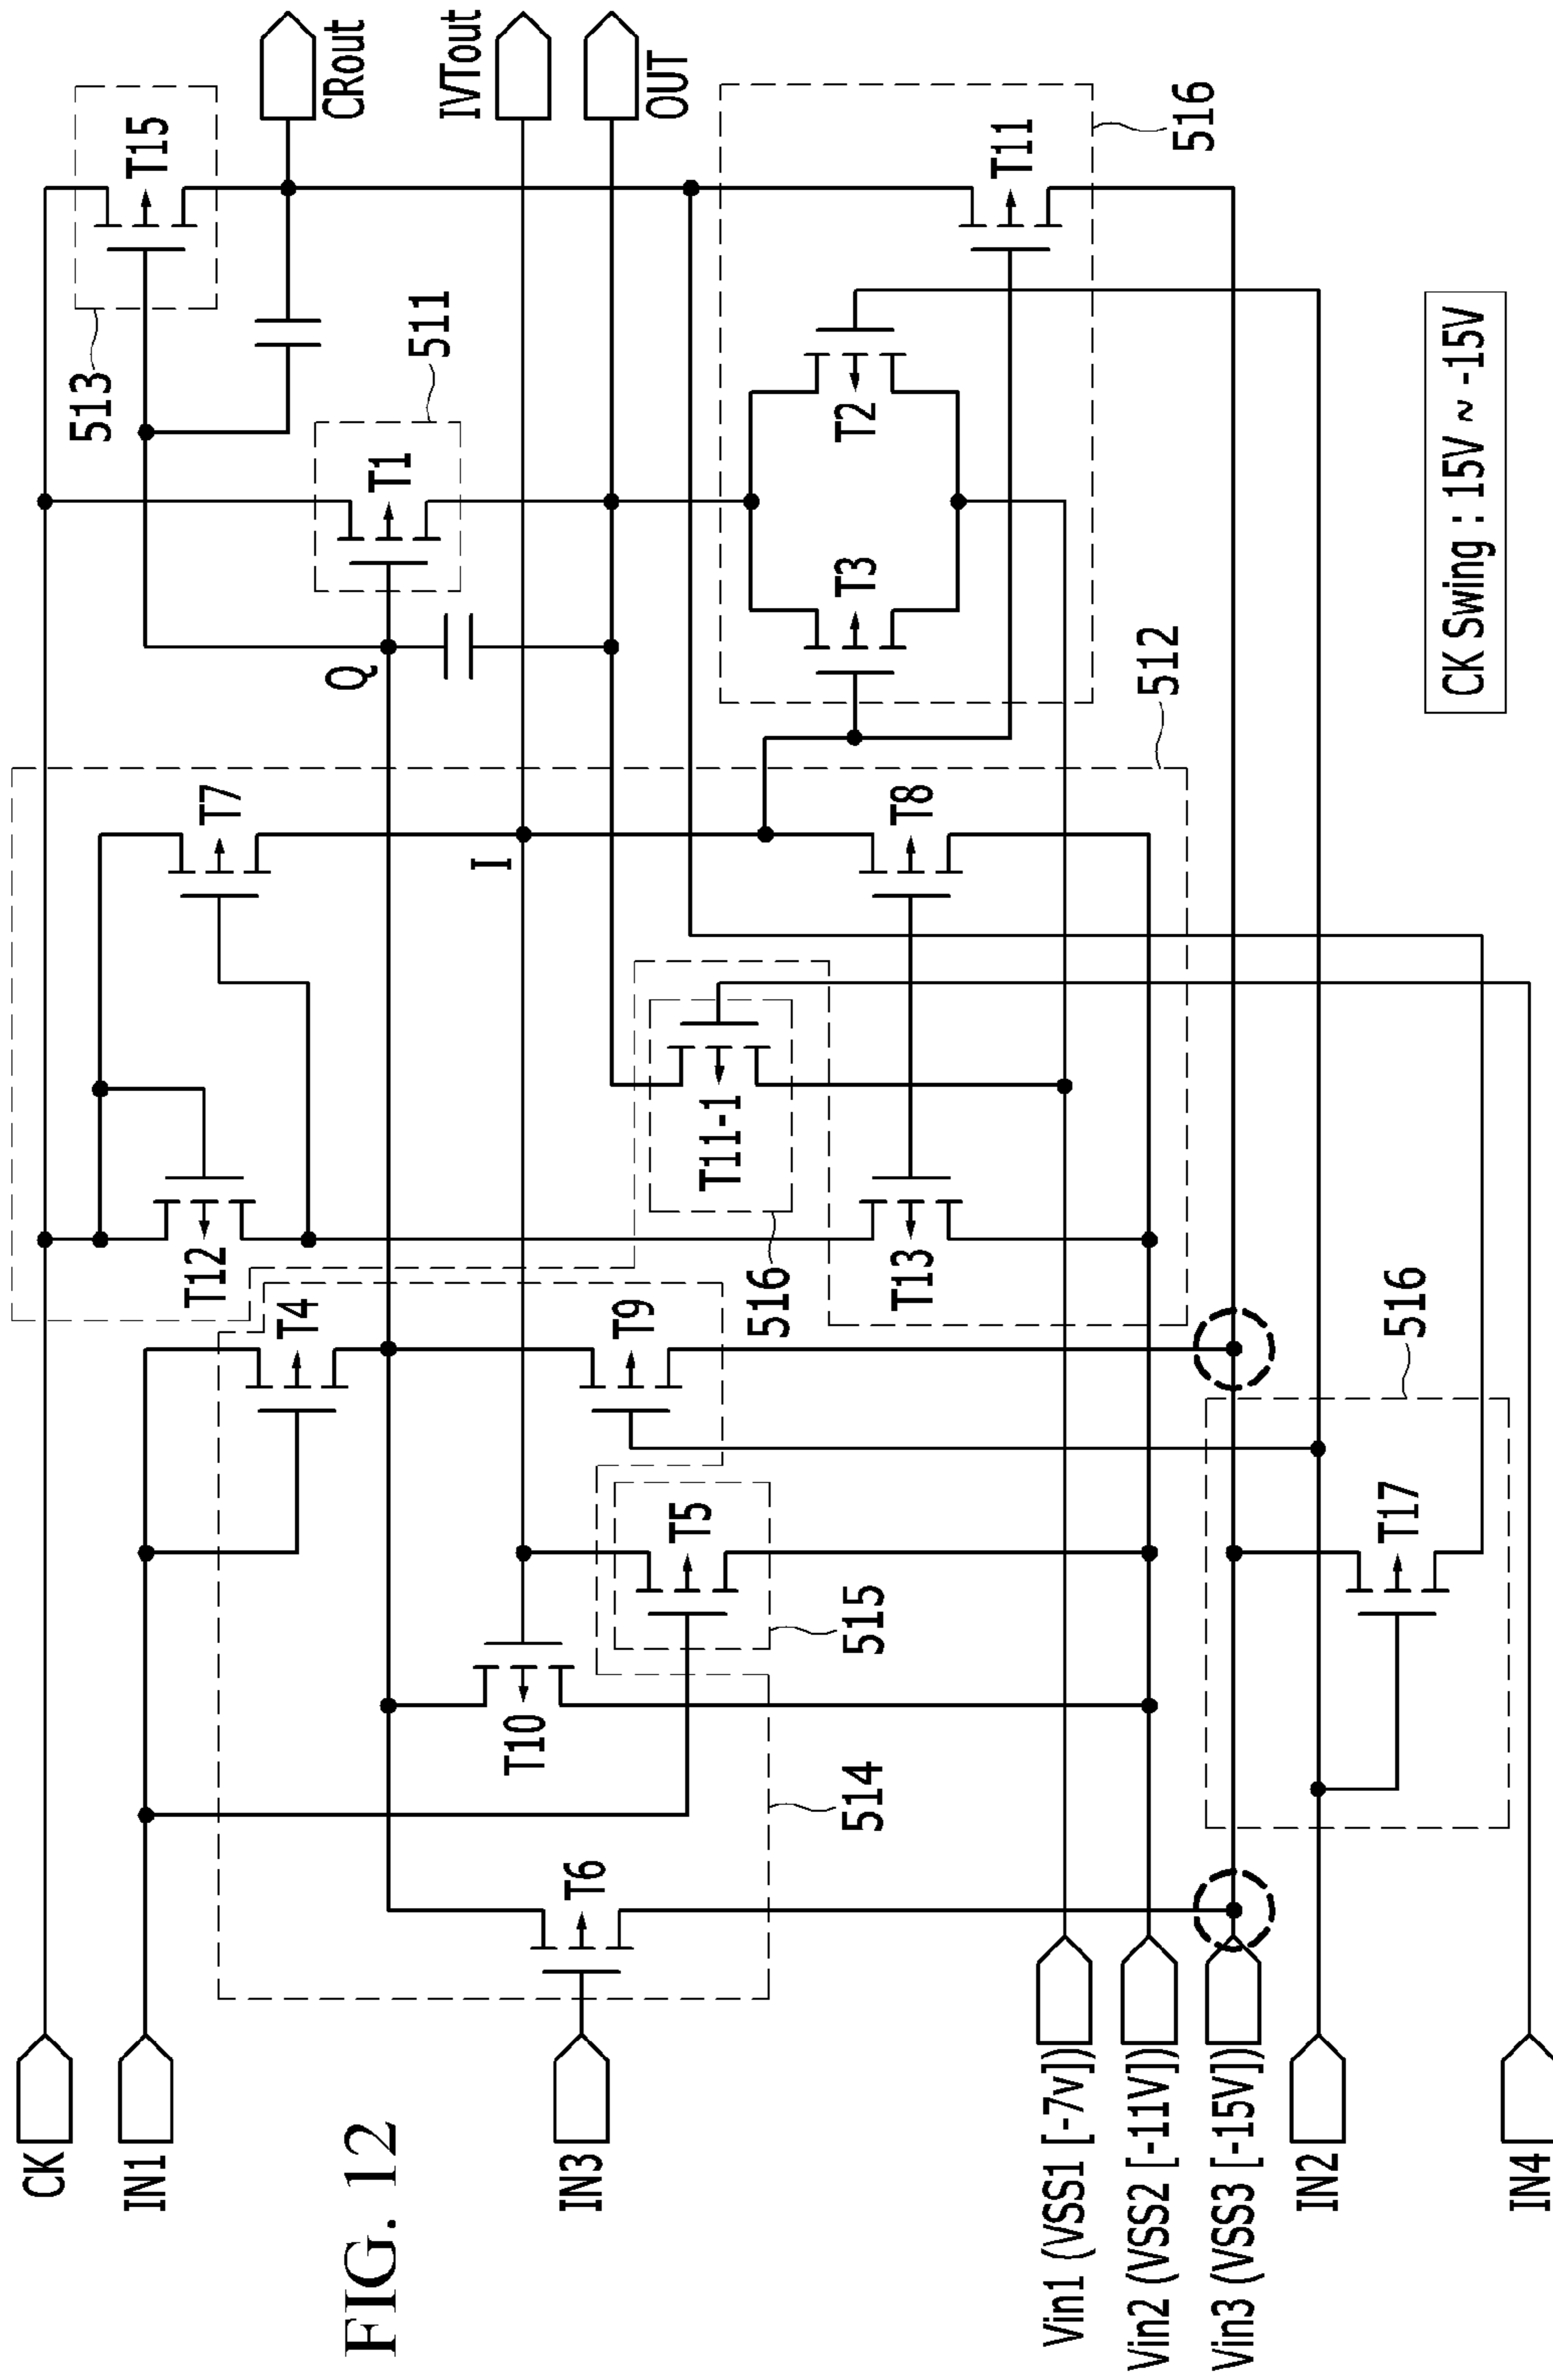 FIG. 12
CK
IN1
IN3
Vin1 (VSS1 [-7v])
Vin2 (VSS2 [-11V])
Vin3 (VSS3 [-15V])
IN2
IN4
T6
514
T10
T5
515
T4
T9
T17
516
T12
T7
T11-1
516
T13
T8
512
I
Q
T1
511
T15
513
T3
T2
T11
516
CRout
IVTout
OUT
CK Swing : 15V ~ -15V